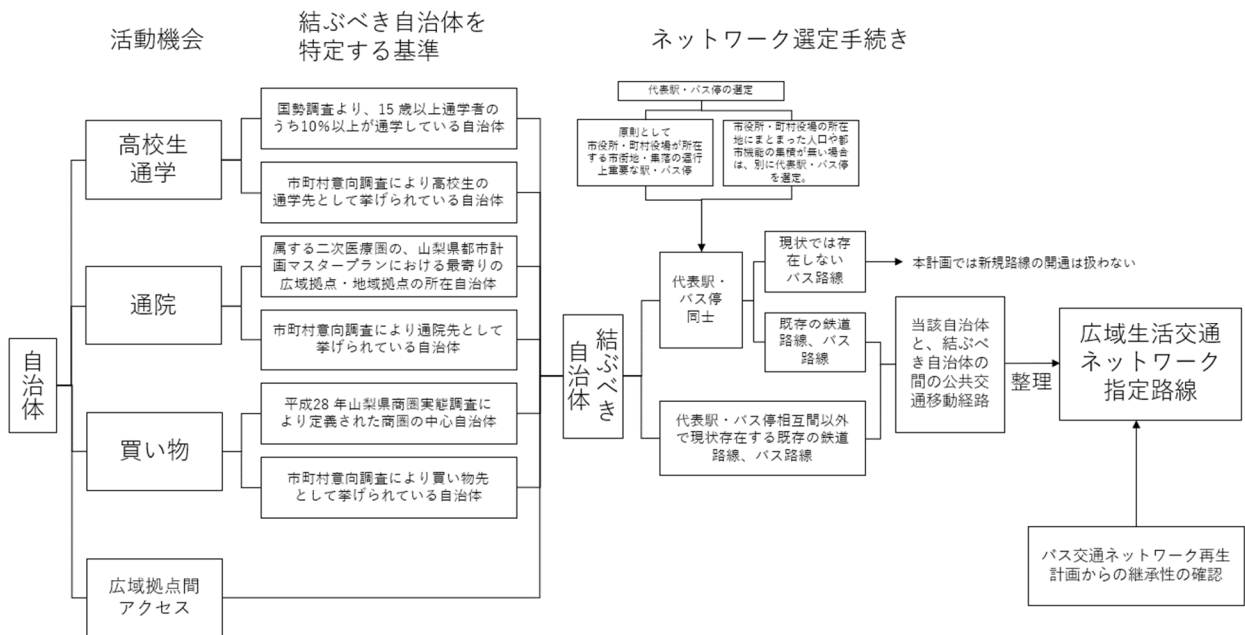 活動機会
結ぶべき自治体を
特定する基準
ネットワーク選定手続き
自治体
高校生
通学
国勢調査より、15 歳以上通学者の
うち10%以上が通学している自治体
市町村意向調査により高校生の
通学先として挙げられている自治体
通院
属する二次医療圏の、山梨県都市計
画マスタープランにおける最寄りの
広域拠点・地域拠点の所在自治体
市町村意向調査により通院先として
挙げられている自治体
買い物
平成28 年山梨県商圏実態調査に
より定義された商圏の中心自治体
市町村意向調査により買い物先
として挙げられている自治体
広域拠点間
アクセス
結ぶべき
自治体
代表駅・バス停の選定
原則として
市役所・町村役場が所在
する市街地・集落の運行
上重要な駅・バス停
市役所・町村役場の所在
地にまとまった人口や都
市機能の集積が無い場合
は、別に代表駅・バス停
を選定。
代表駅・
バス停
同士
現状では存
在しない
バス路線
本計画では新規路線の開通は扱わない
既存の鉄道
路線、バス
路線
代表駅・バス停相互間以外
で現状存在する既存の鉄道
路線、バス路線
当該自治体
と、結ぶべ
き自治体の
間の公共交
通移動経路
整理
広域生活交通
ネットワーク
指定路線
バス交通ネットワーク再生
計画からの継承性の確認